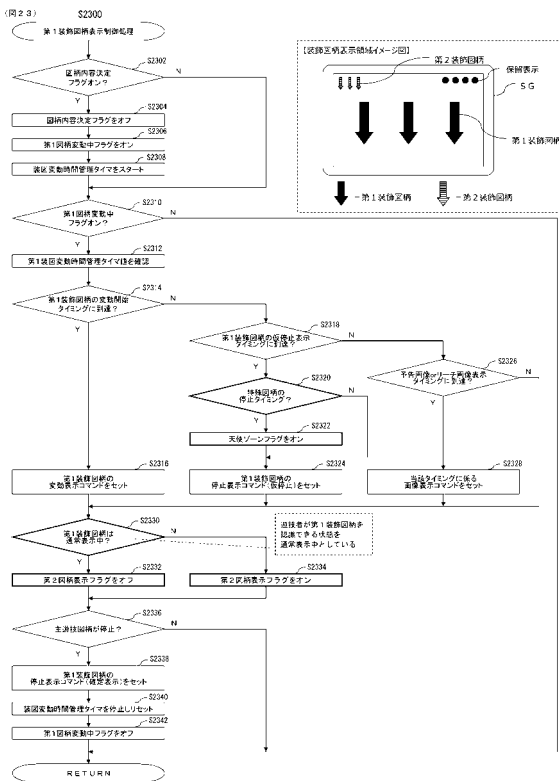 (図23)
S2300
第1装飾図柄表示制御処理
S2302
図柄内容決定
フラグオン？
N
Y
S2304
図柄内容決定フラグをオフ
S2306
第1図柄変動中フラグをオン
S2308
装図変動時間管理タイマをスタート
S2310
第1図柄変動中
フラグオン？
N
Y
S2312
第1装図変動時間管理タイマ値を確認
S2314
第1装飾図柄の変動開始
タイミングに到達？
N
Y
S2318
第1装飾図柄の仮停止表示
タイミングに到達？
N
Y
S2326
予告画像orリーチ画像表示
タイミングに到達？
N
Y
S2320
特殊図柄の
停止タイミング？
N
Y
S2322
天使ゾーンフラグをオン
S2316
第1装飾図柄の
変動表示コマンドをセット
S2324
第1装飾図柄の
停止表示コマンド(仮停止)をセット
S2328
当該タイミングに係る
画像表示コマンドをセット
S2330
第1装飾図柄は
通常表示中？
N
Y
遊技者が第1装飾図柄を
認識できる状態を
通常表示中としている
S2332
第2図柄表示フラグをオフ
S2334
第2図柄表示フラグをオン
S2336
主遊技図柄が停止？
N
Y
S2338
第1装飾図柄の
停止表示コマンド(確定表示)をセット
S2340
装図変動時間管理タイマを停止しリセット
S2342
第1図柄変動中フラグをオフ
RETURN
【装飾図柄表示領域イメージ図】
第2装飾図柄
保留表示
SG
第1装飾図柄
＝第1装飾図柄
＝第2装飾図柄